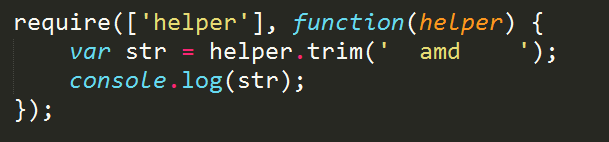 require(['helper'], function(helper) {
    var str = helper.trim('  amd    ');
    console.log(str);
});